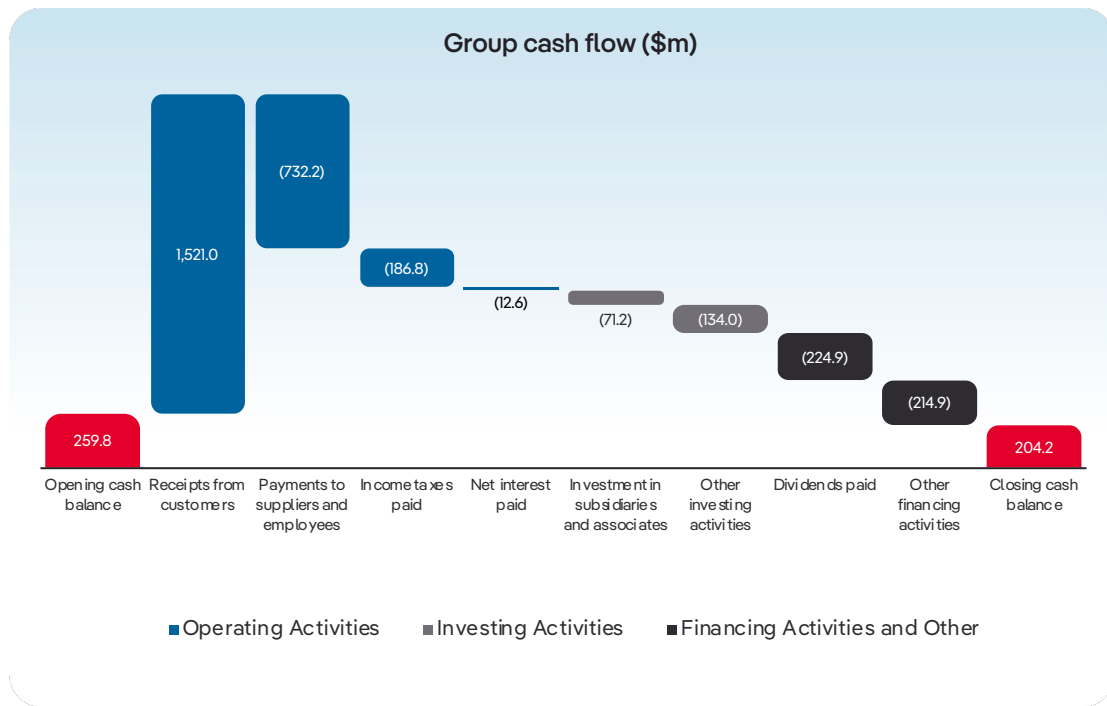 Group cash flow ($m)
1,521.0
(732.2)
(186.8)
(12.6)
(71.2)
(134.0)
(224.9)
(214.9)
259.8
204.2
Opening cash
balance
Receipts from
customers
Payments to
suppliers and
employees
Income taxes
paid
Net interest
paid
Investment in
subsidiaries
and associates
Other
investing
activities
Dividends paid
Other
financing
activities
Closing cash
balance
Operating Activities
Investing Activities
Financing Activities and Other